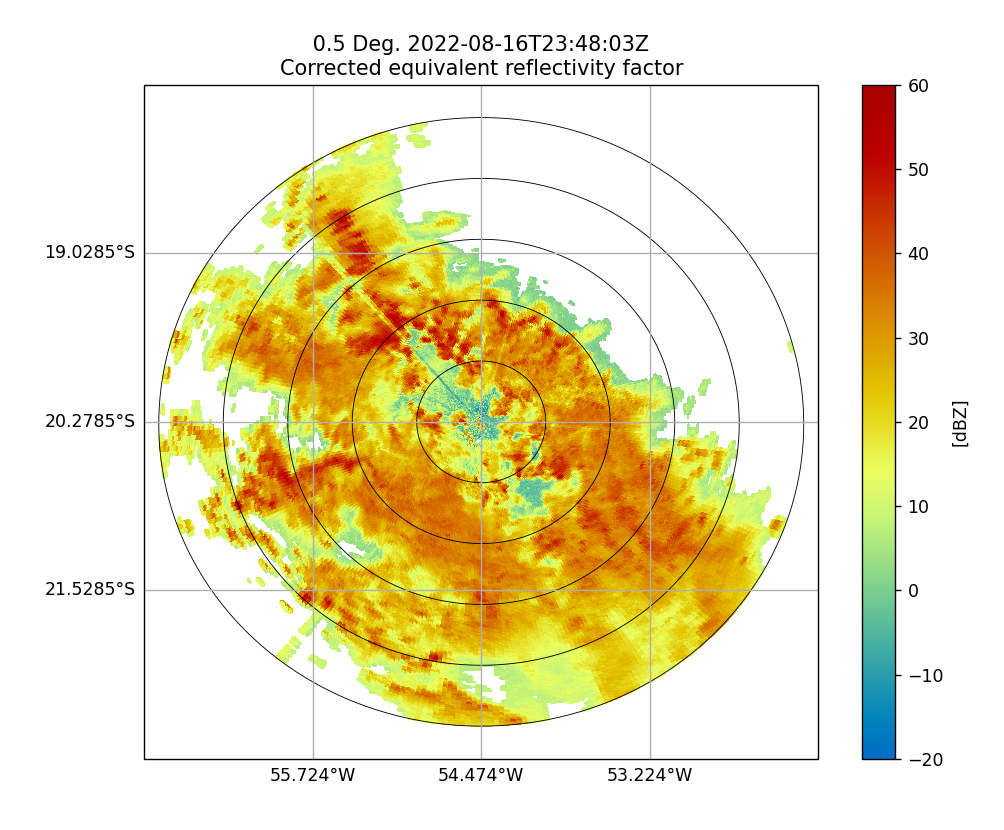 0.5 Deg. 2022-08-16T23:48:03Z
Corrected equivalent reflectivity factor
19.0285°S
20.2785°S
21.5285°S
55.724°W
54.474°W
53.224°W
60
50
40
30
20
10
0
−10
−20
[dBZ]